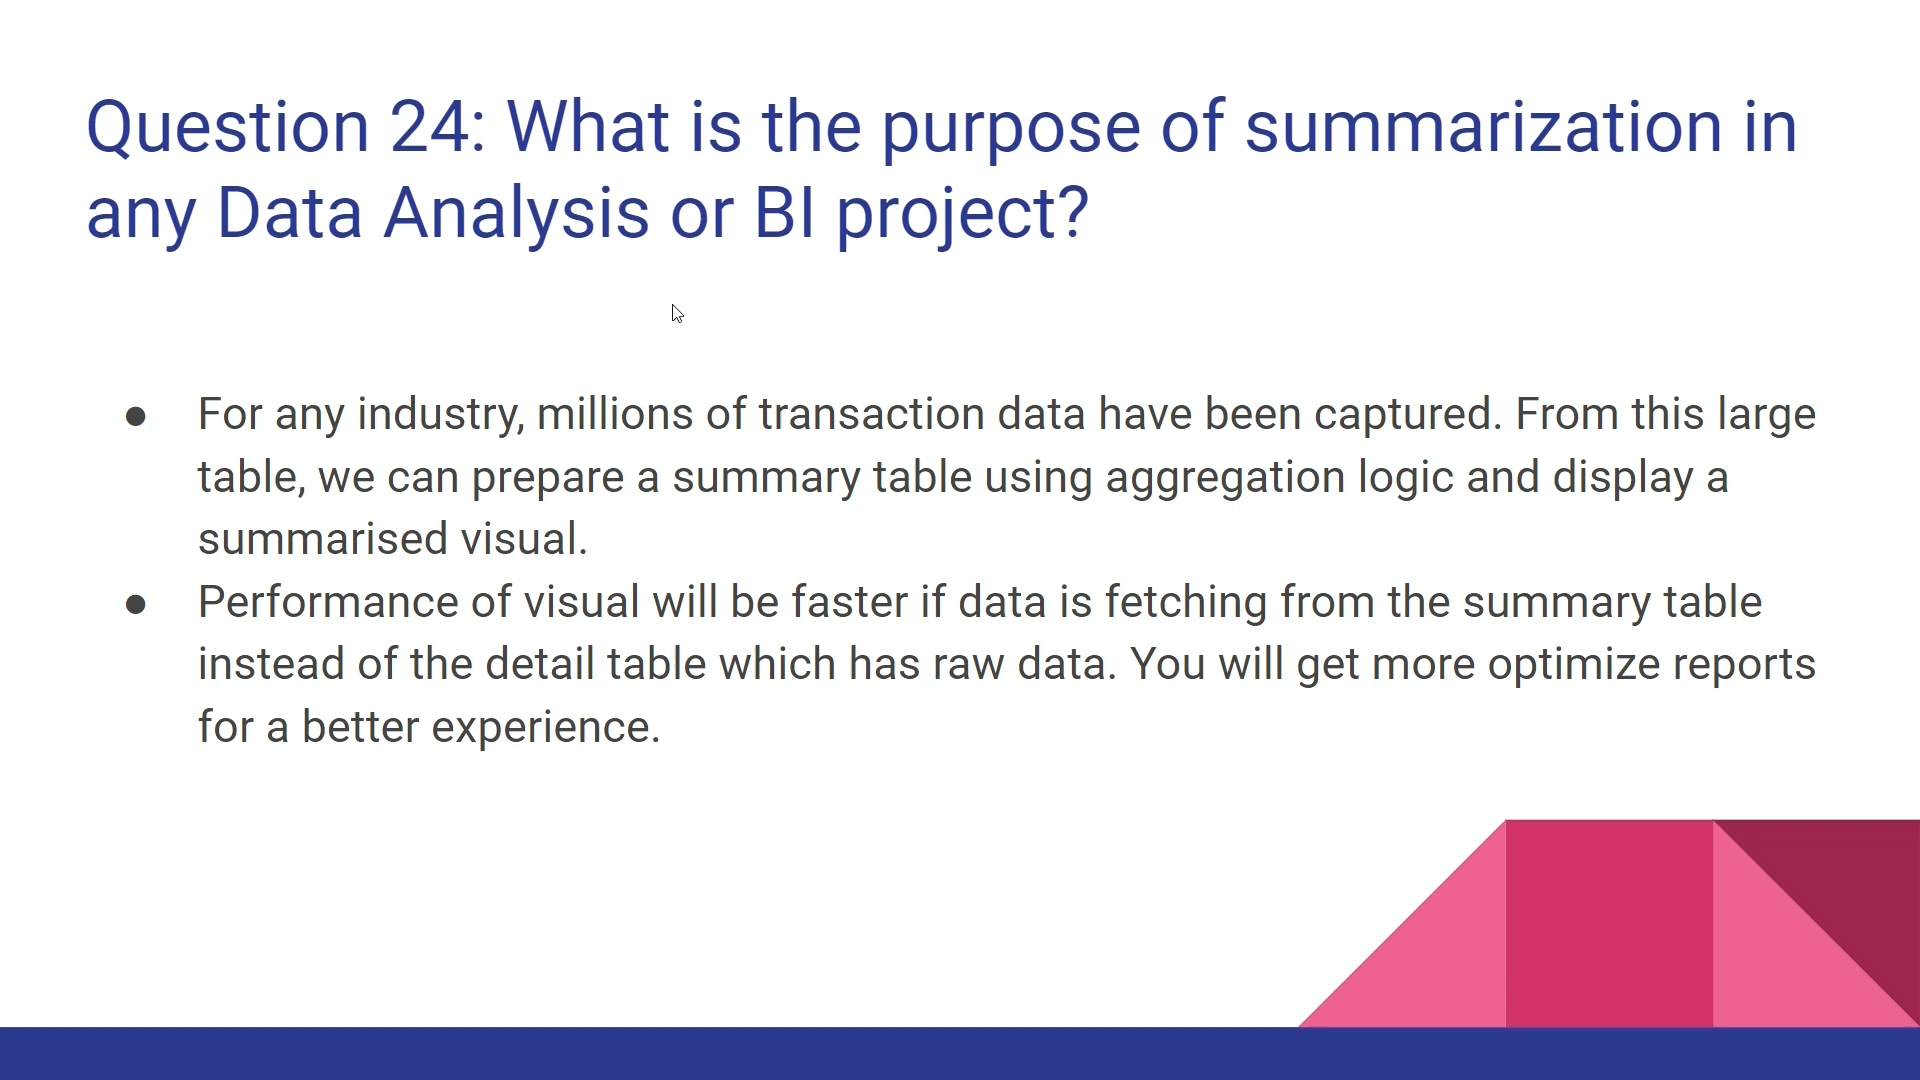 Question 24: What is the purpose of summarization in
any Data Analysis or BI project?
● For any industry, millions of transaction data have been captured. From this large
table, we can prepare a summary table using aggregation logic and display a
summarised visual.
● Performance of visual will be faster if data is fetching from the summary table
instead of the detail table which has raw data. You will get more optimize reports
for a better experience.